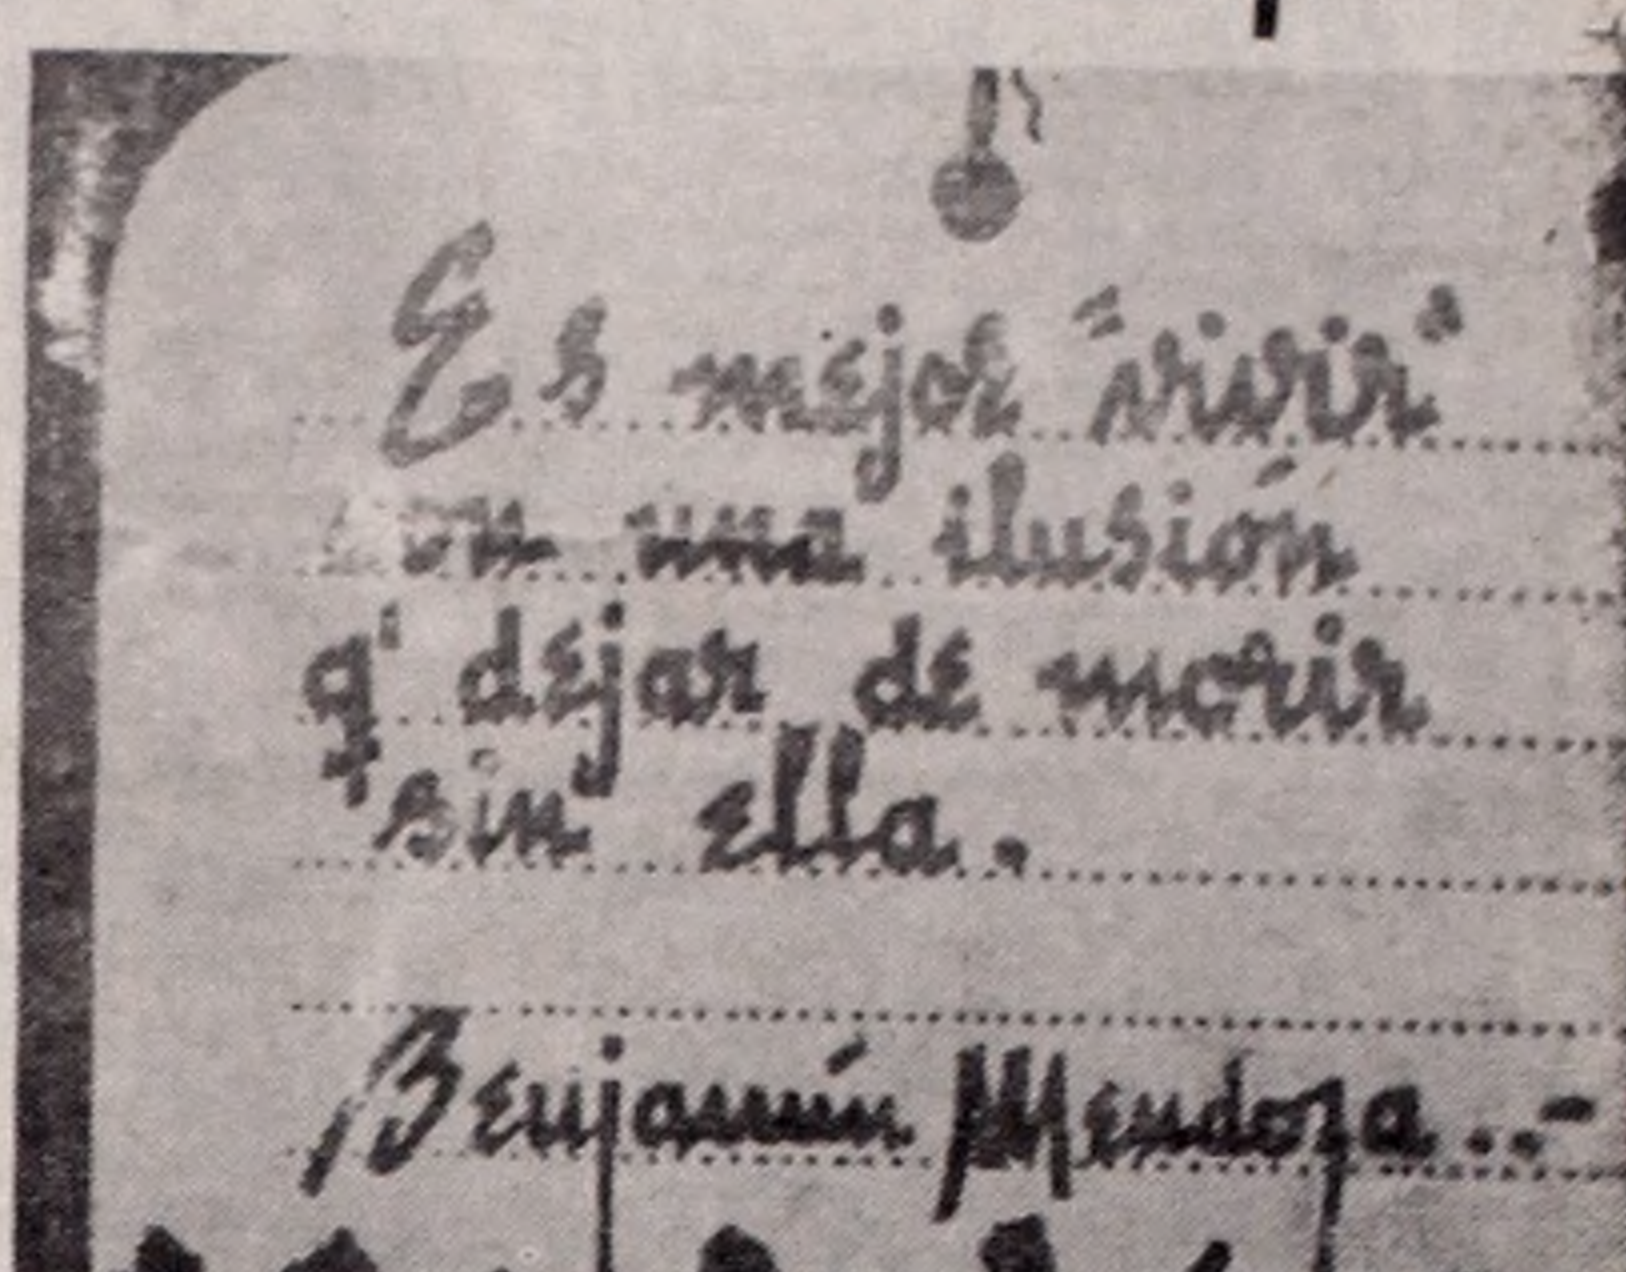 Es mejor "vivir"
con una ilusión
q' dejar de morir
sin ella.
Benjamín Mendoza..-